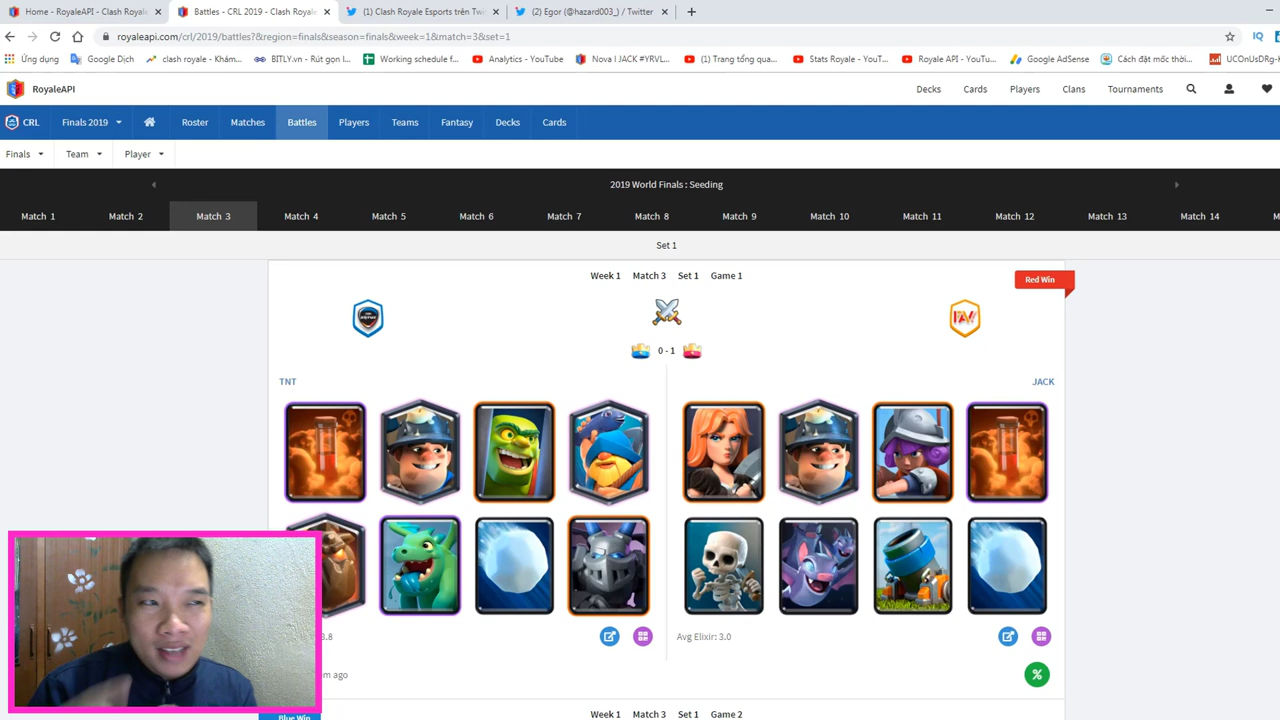 Home - RoyaleAPI - Clash Royale
Battles - CRL 2019 - Clash Royale
(1) Clash Royale Esports trên Twi
(2) Egor (@hazard003_) / Twitter
royaleapi.com/crl/2019/battles?&region=finals&season=finals&week=1&match=3&set=1
IQ
Ứng dụng
Google Dịch
clash royale - Khám...
BITLY.vn - Rút gọn l...
Working schedule f...
Analytics - YouTube
Nova l JACK #YRVL...
(1) Trang tổng qua...
Stats Royale - YouT...
Royale API - YouTu...
Google AdSense
Cách đặt mốc thời...
UCOnUsDRg-K
RoyaleAPI
Decks
Cards
Players
Clans
Tournaments
CRL
Finals 2019
Roster
Matches
Battles
Players
Teams
Fantasy
Decks
Cards
Finals
Team
Player
2019 World Finals : Seeding
Match 1
Match 2
Match 3
Match 4
Match 5
Match 6
Match 7
Match 8
Match 9
Match 10
Match 11
Match 12
Match 13
Match 14
Set 1
Week 1 Match 3 Set 1 Game 1
Red Win
0 - 1
TNT
JACK
3.8
Avg Elixir: 3.0
m ago
%
Blue Win
Week 1 Match 3 Set 1 Game 2